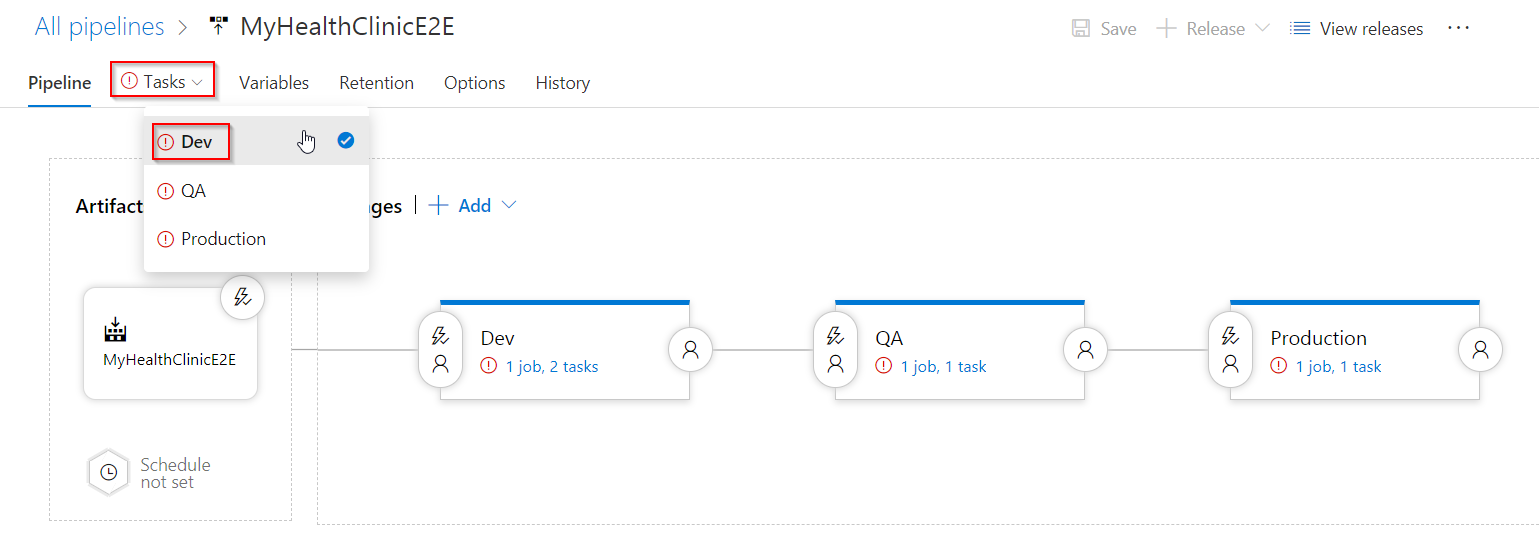 All pipelines > MyHealthClinicE2E
Save + Release View releases ...
Pipeline Tasks Variables Retention Options History
Dev
QA
Production
Artifact ges | + Add
MyHealthClinicE2E
Schedule
not set
Dev
1 job, 2 tasks
QA
1 job, 1 task
Production
1 job, 1 task